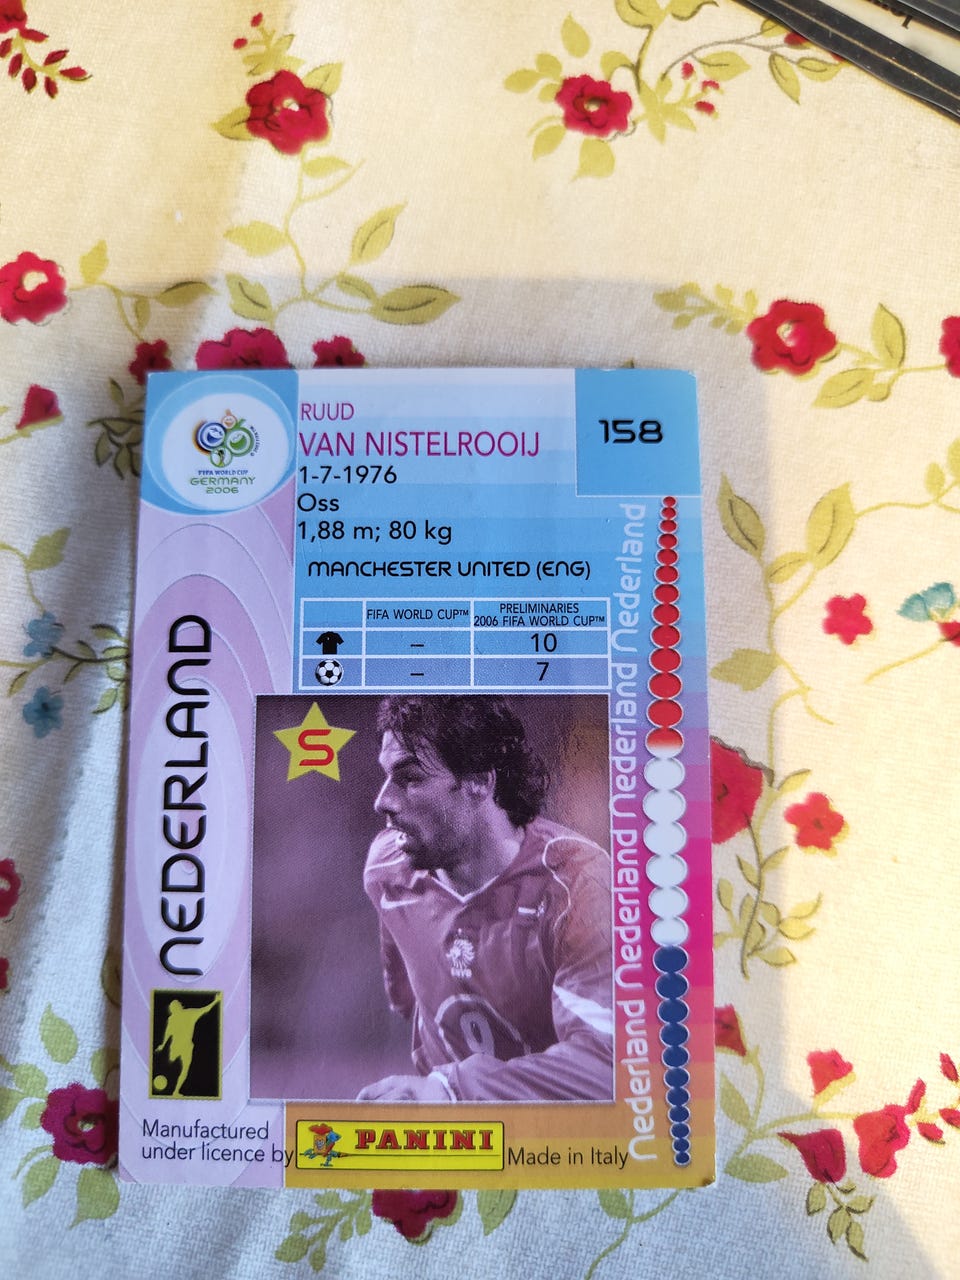 FIFA WORLD CUP
GERMANY
2006
RUUD
VAN NISTELROOIJ
1-7-1976
Oss
1,88 m; 80 kg
MANCHESTER UNITED (ENG)
158
FIFA WORLD CUP™ PRELIMINARIES
2006 FIFA WORLD CUP™
– 10
– 7
NEDERLAND
S
9
Nederland Nederland Nederland Nederland Nederland
Manufactured
under licence by PANINI Made in Italy